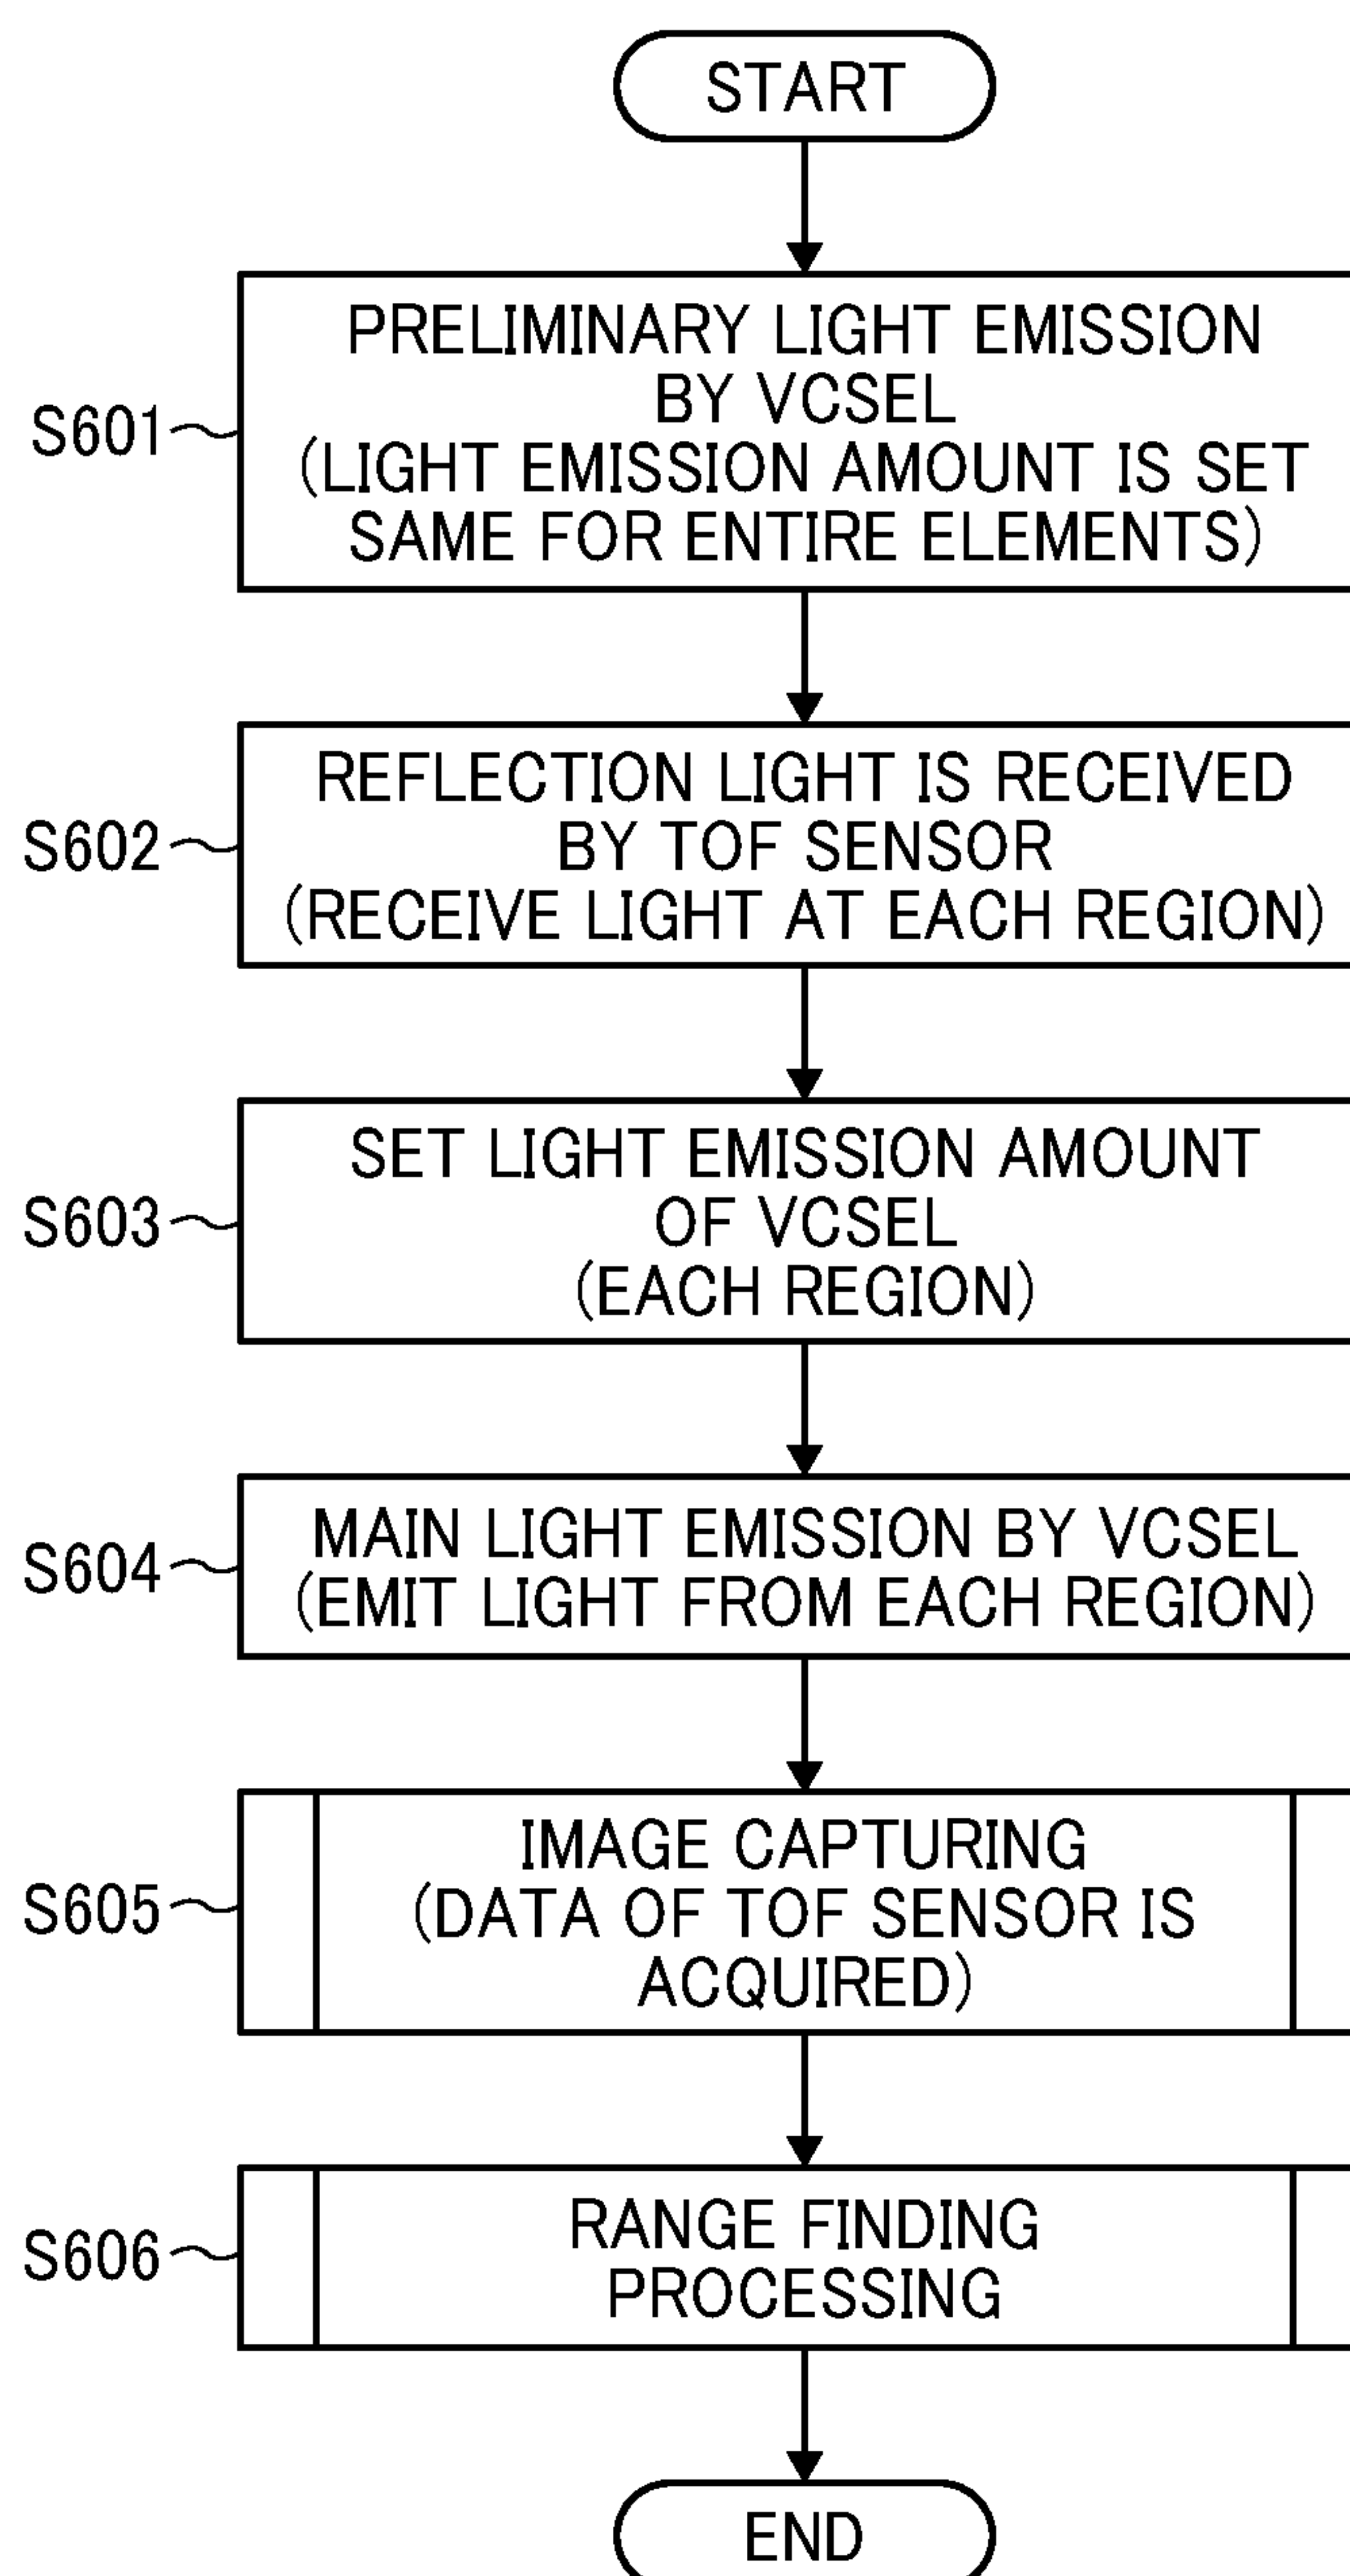 START
PRELIMINARY LIGHT EMISSION
BY VCSEL
(LIGHT EMISSION AMOUNT IS SET
SAME FOR ENTIRE ELEMENTS)
S601
REFLECTION LIGHT IS RECEIVED
BY TOF SENSOR
(RECEIVE LIGHT AT EACH REGION)
S602
SET LIGHT EMISSION AMOUNT
OF VCSEL
(EACH REGION)
S603
MAIN LIGHT EMISSION BY VCSEL
(EMIT LIGHT FROM EACH REGION)
S604
IMAGE CAPTURING
(DATA OF TOF SENSOR IS
ACQUIRED)
S605
RANGE FINDING
PROCESSING
S606
END